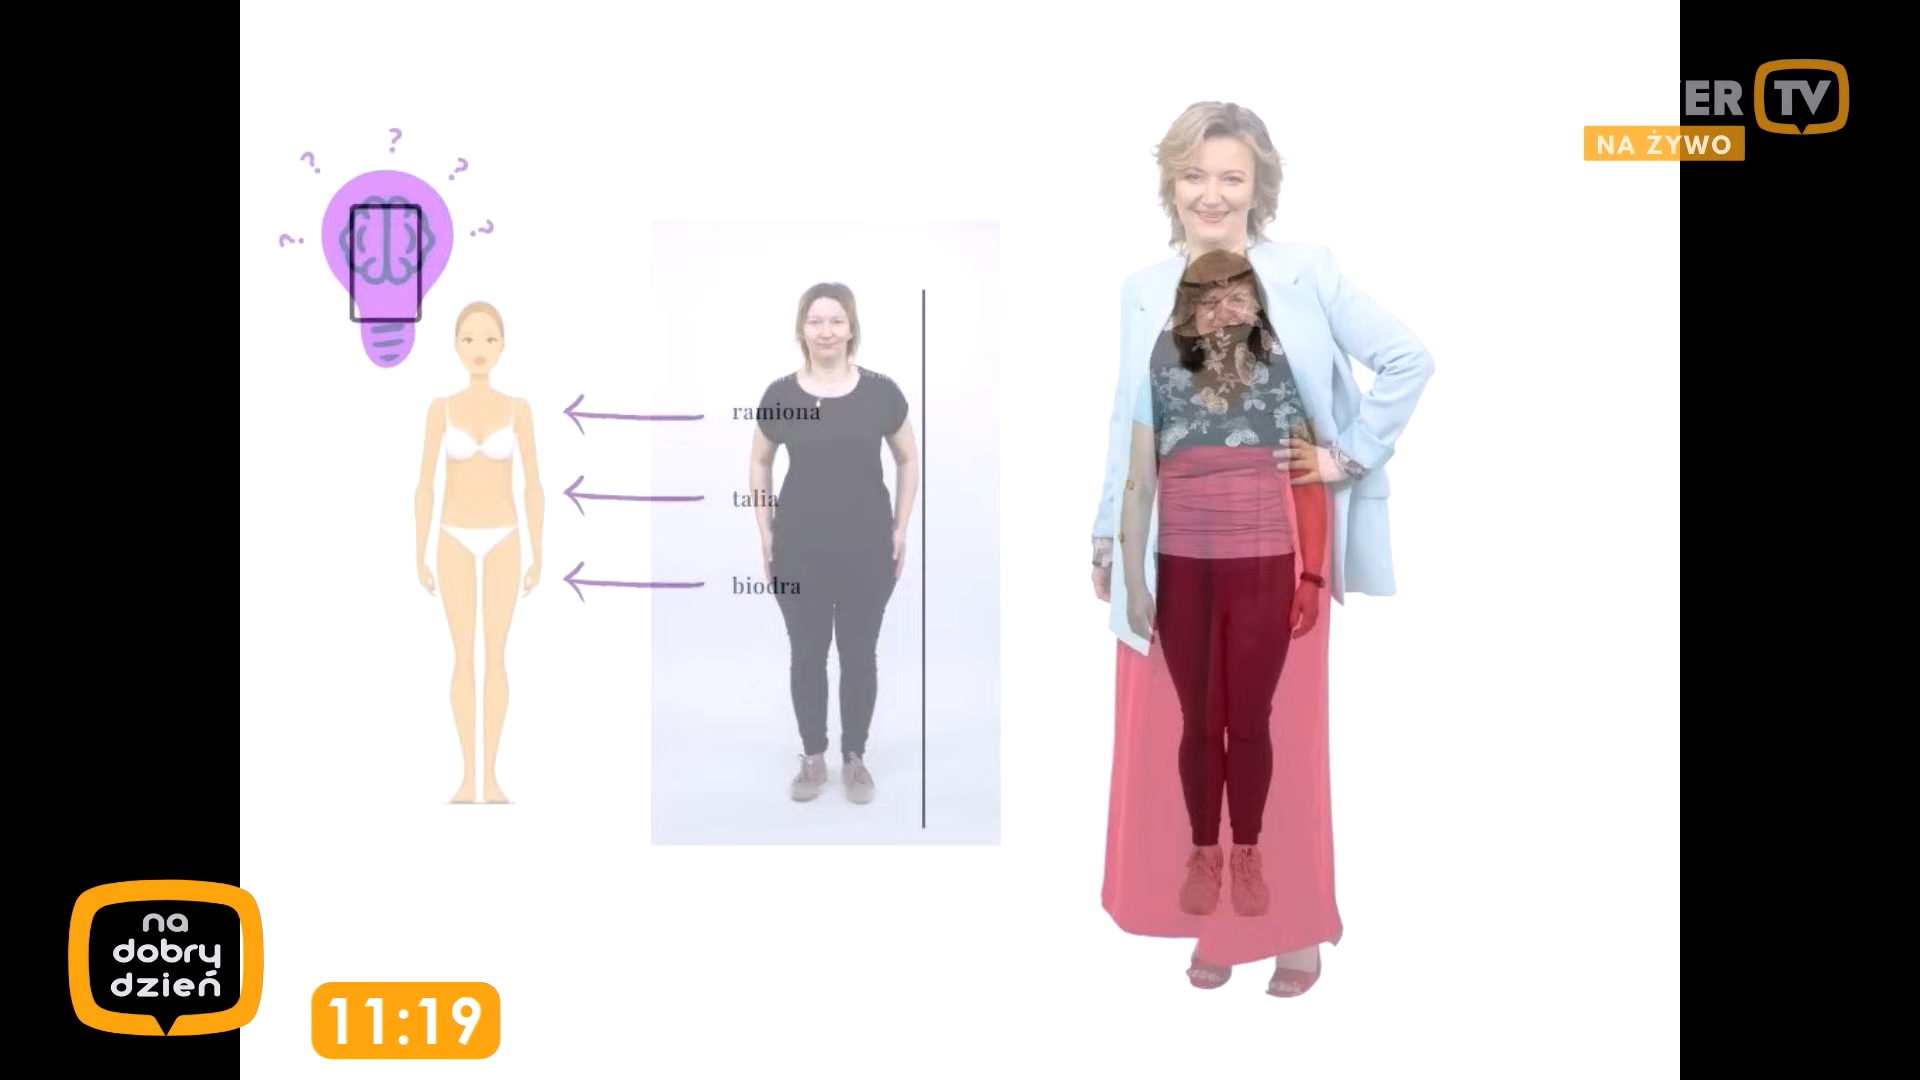 ER TV
NA ŻYWO
? ? ? ? ?
ramiona
talia
biodra
na
dobry
dzień
11:19